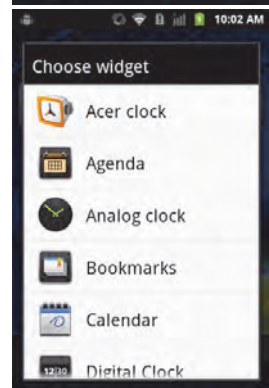 10:02 AM
Choose widget
Acer clock
Agenda
Analog clock
Bookmarks
Calendar
12:30 Digital Clock